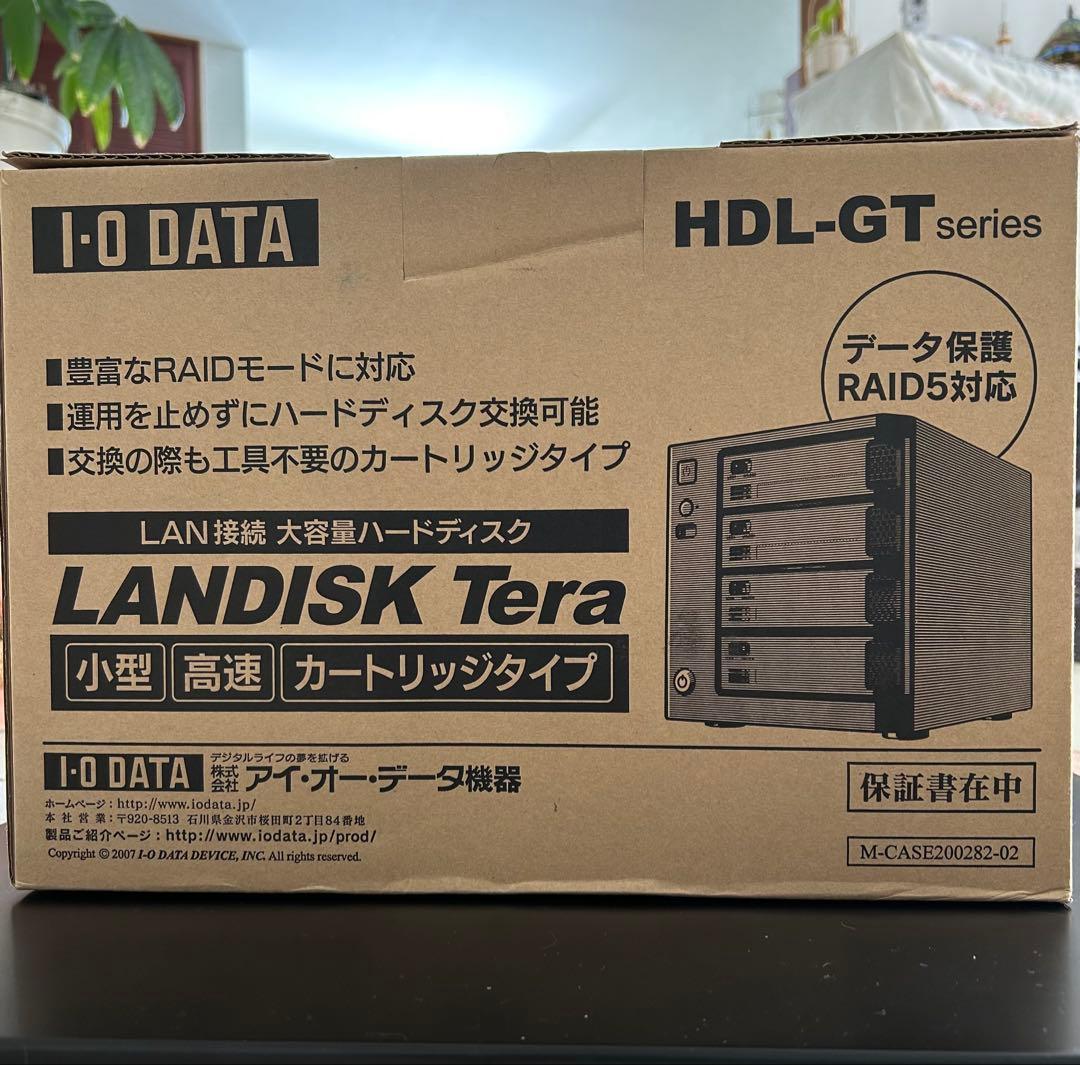 I-O DATA
HDL-GT series
データ保護
RAID5対応
■豊富なRAIDモードに対応
■運用を止めずにハードディスク交換可能
■交換の際も工具不要のカートリッジタイプ
LAN接続 大容量ハードディスク
LANDISK Tera
小型 高速 カートリッジタイプ
I-O DATA
デジタルライフの夢を拡げる
株式会社 アイ・オー・データ機器
ホームページ：http://www.iodata.jp/
本社営業：〒920-8513 石川県金沢市桜田町2丁目84番地
製品ご紹介ページ：http://www.iodata.jp/prod/
Copyright © 2007 I-O DATA DEVICE, INC. All rights reserved.
保証書在中
M-CASE200282-02